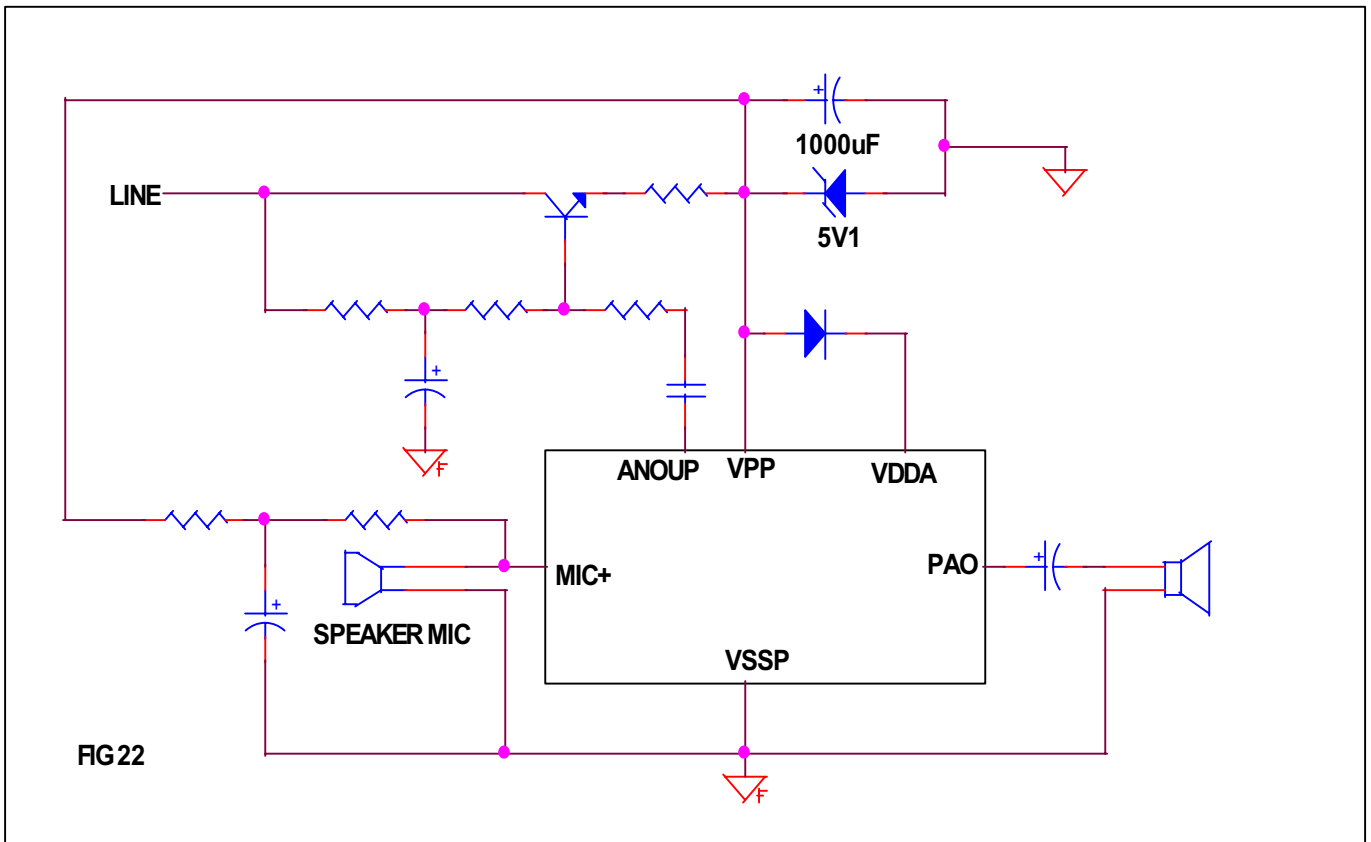 +
1000uF
LINE
5V1
+
F
ANOUP
VPP
VDDA
MIC+
PAO
+
+
SPEAKER MIC
VSSP
FIG 22
F